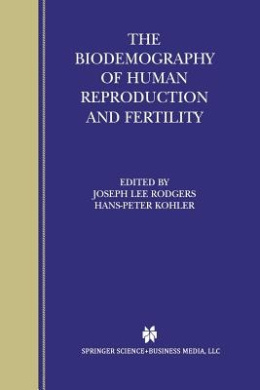 THE
BIODEMOGRAPHY
OF HUMAN
REPRODUCTION
AND FERTILITY
EDITED BY
JOSEPH LEE RODGERS
HANS-PETER KOHLER
SPRINGER SCIENCE+BUSINESS MEDIA, LLC